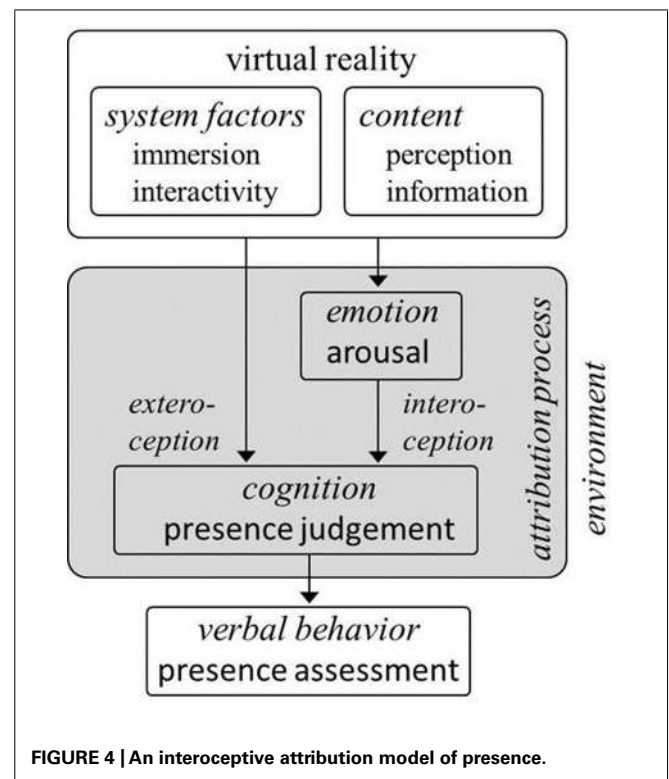 virtual reality
system factors
immersion
interactivity
content
perception
information
emotion
arousal
extero-
ception
intero-
ception
cognition
presence judgement
attribution process
environment
verbal behavior
presence assessment
FIGURE 4 | An interoceptive attribution model of presence.